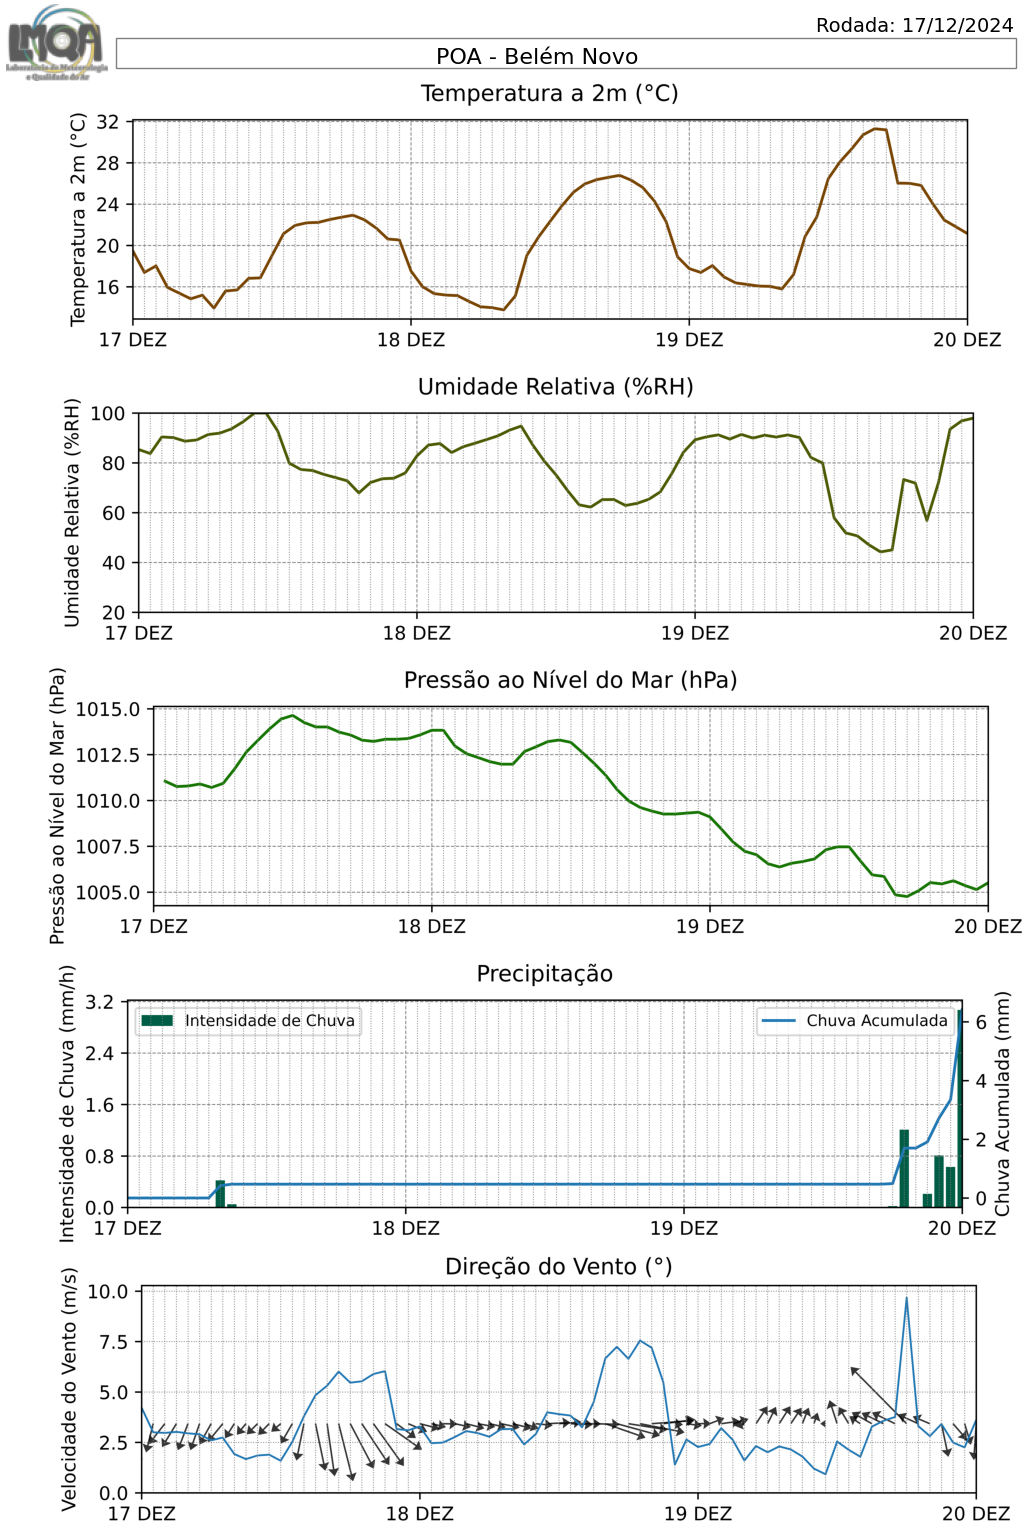 LMQA
Laboratório de Meteorologia
e Qualidade do Ar
Rodada: 17/12/2024
POA - Belém Novo
Temperatura a 2m (°C)
Temperatura a 2m (°C)
32
28
24
20
16
17 DEZ 18 DEZ 19 DEZ 20 DEZ
Umidade Relativa (%RH)
Umidade Relativa (%RH)
100
80
60
40
20
17 DEZ 18 DEZ 19 DEZ 20 DEZ
Pressão ao Nível do Mar (hPa)
Pressão ao Nível do Mar (hPa)
1015.0
1012.5
1010.0
1007.5
1005.0
17 DEZ 18 DEZ 19 DEZ 20 DEZ
Precipitação
Intensidade de Chuva (mm/h)
3.2
2.4
1.6
0.8
0.0
Intensidade de Chuva
Chuva Acumulada
6
4
2
0
Chuva Acumulada (mm)
17 DEZ 18 DEZ 19 DEZ 20 DEZ
Direção do Vento (°)
Velocidade do Vento (m/s)
10.0
7.5
5.0
2.5
0.0
17 DEZ 18 DEZ 19 DEZ 20 DEZ